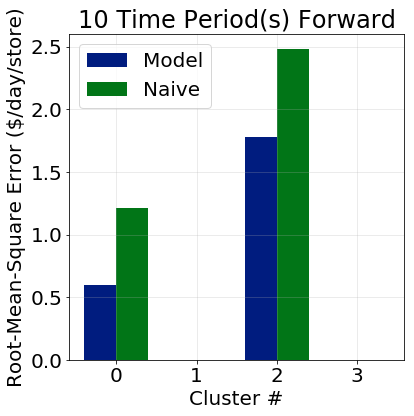 10 Time Period(s) Forward
Root-Mean-Square Error ($/day/store)
2.5
2.0
1.5
1.0
0.5
0.0
Model
Naive
0 1 2 3
Cluster #